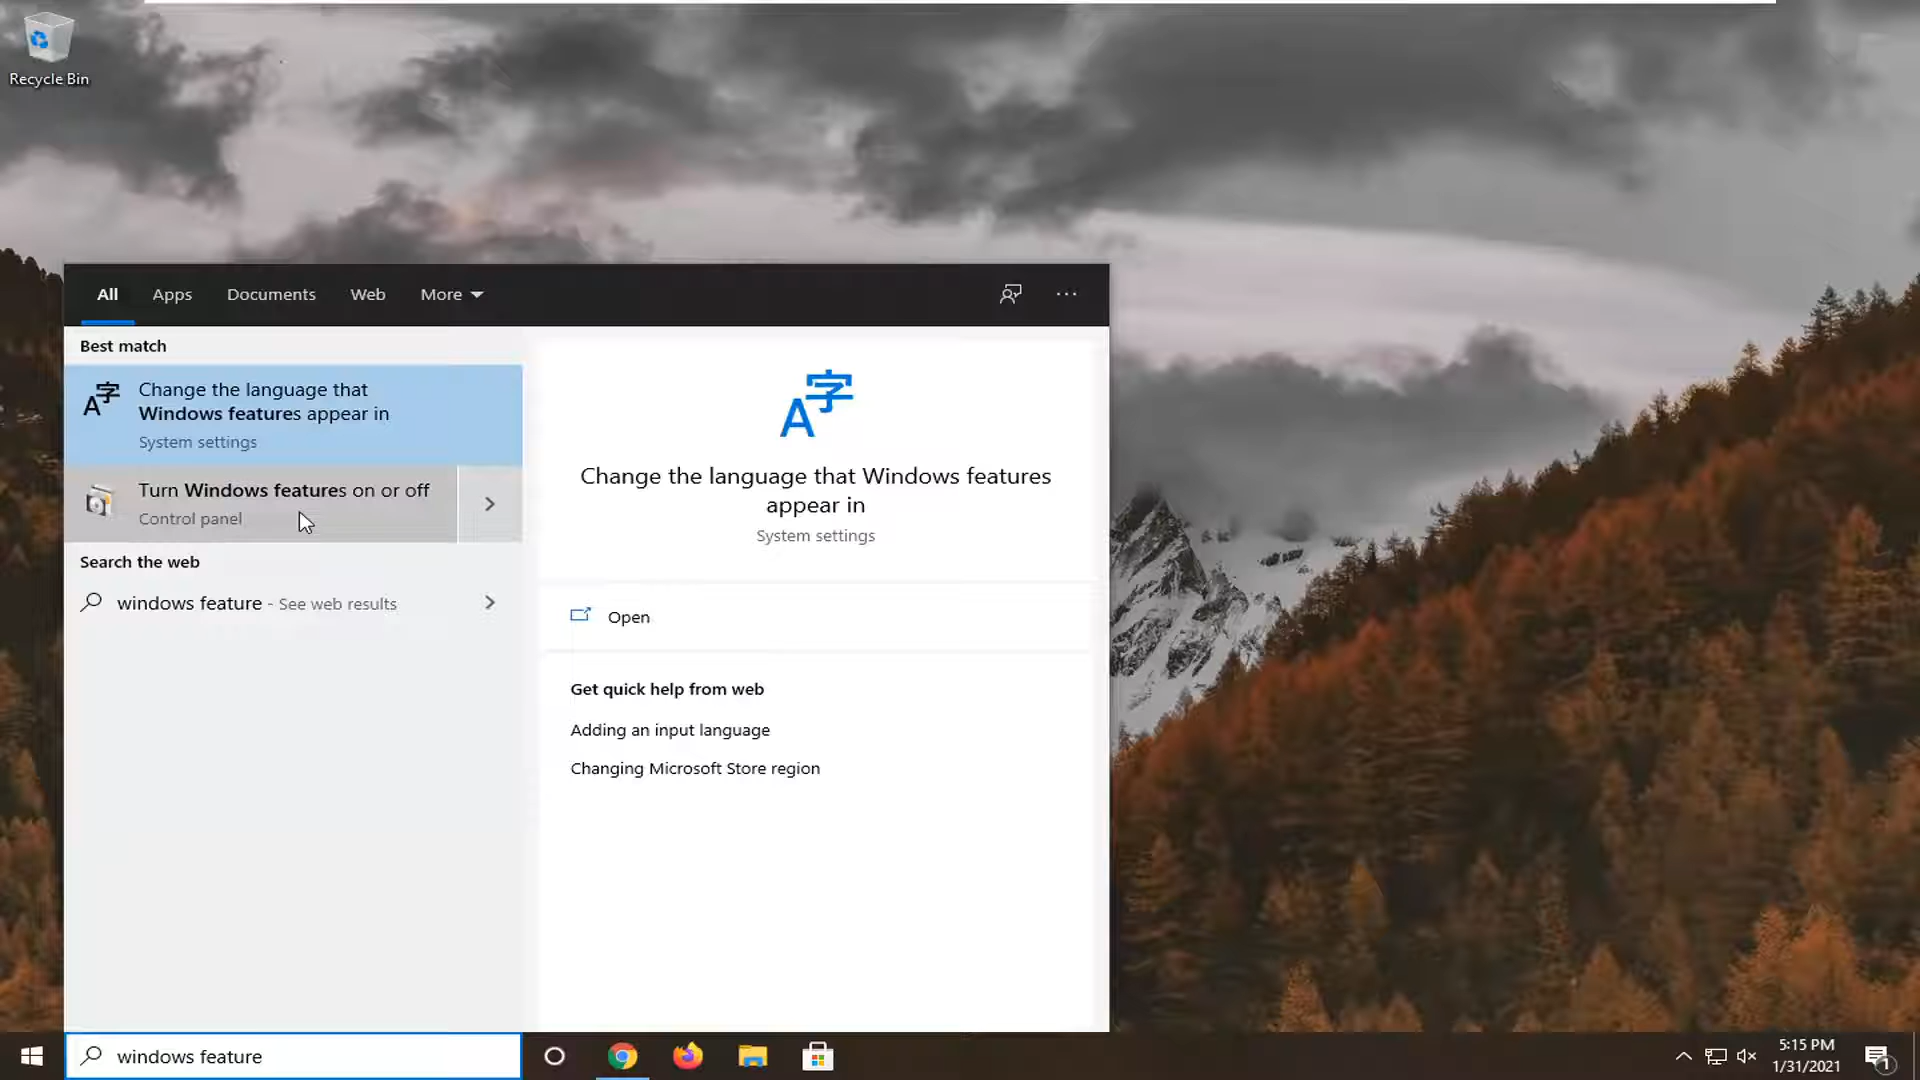 Recycle Bin
All Apps Documents Web More
Best match
Change the language that
Windows features appear in
System settings
Turn Windows features on or off
Control panel
Search the web
windows feature - See web results
A字
Change the language that Windows features
appear in
System settings
Open
Get quick help from web
Adding an input language
Changing Microsoft Store region
windows feature
5:15 PM
1/31/2021
1